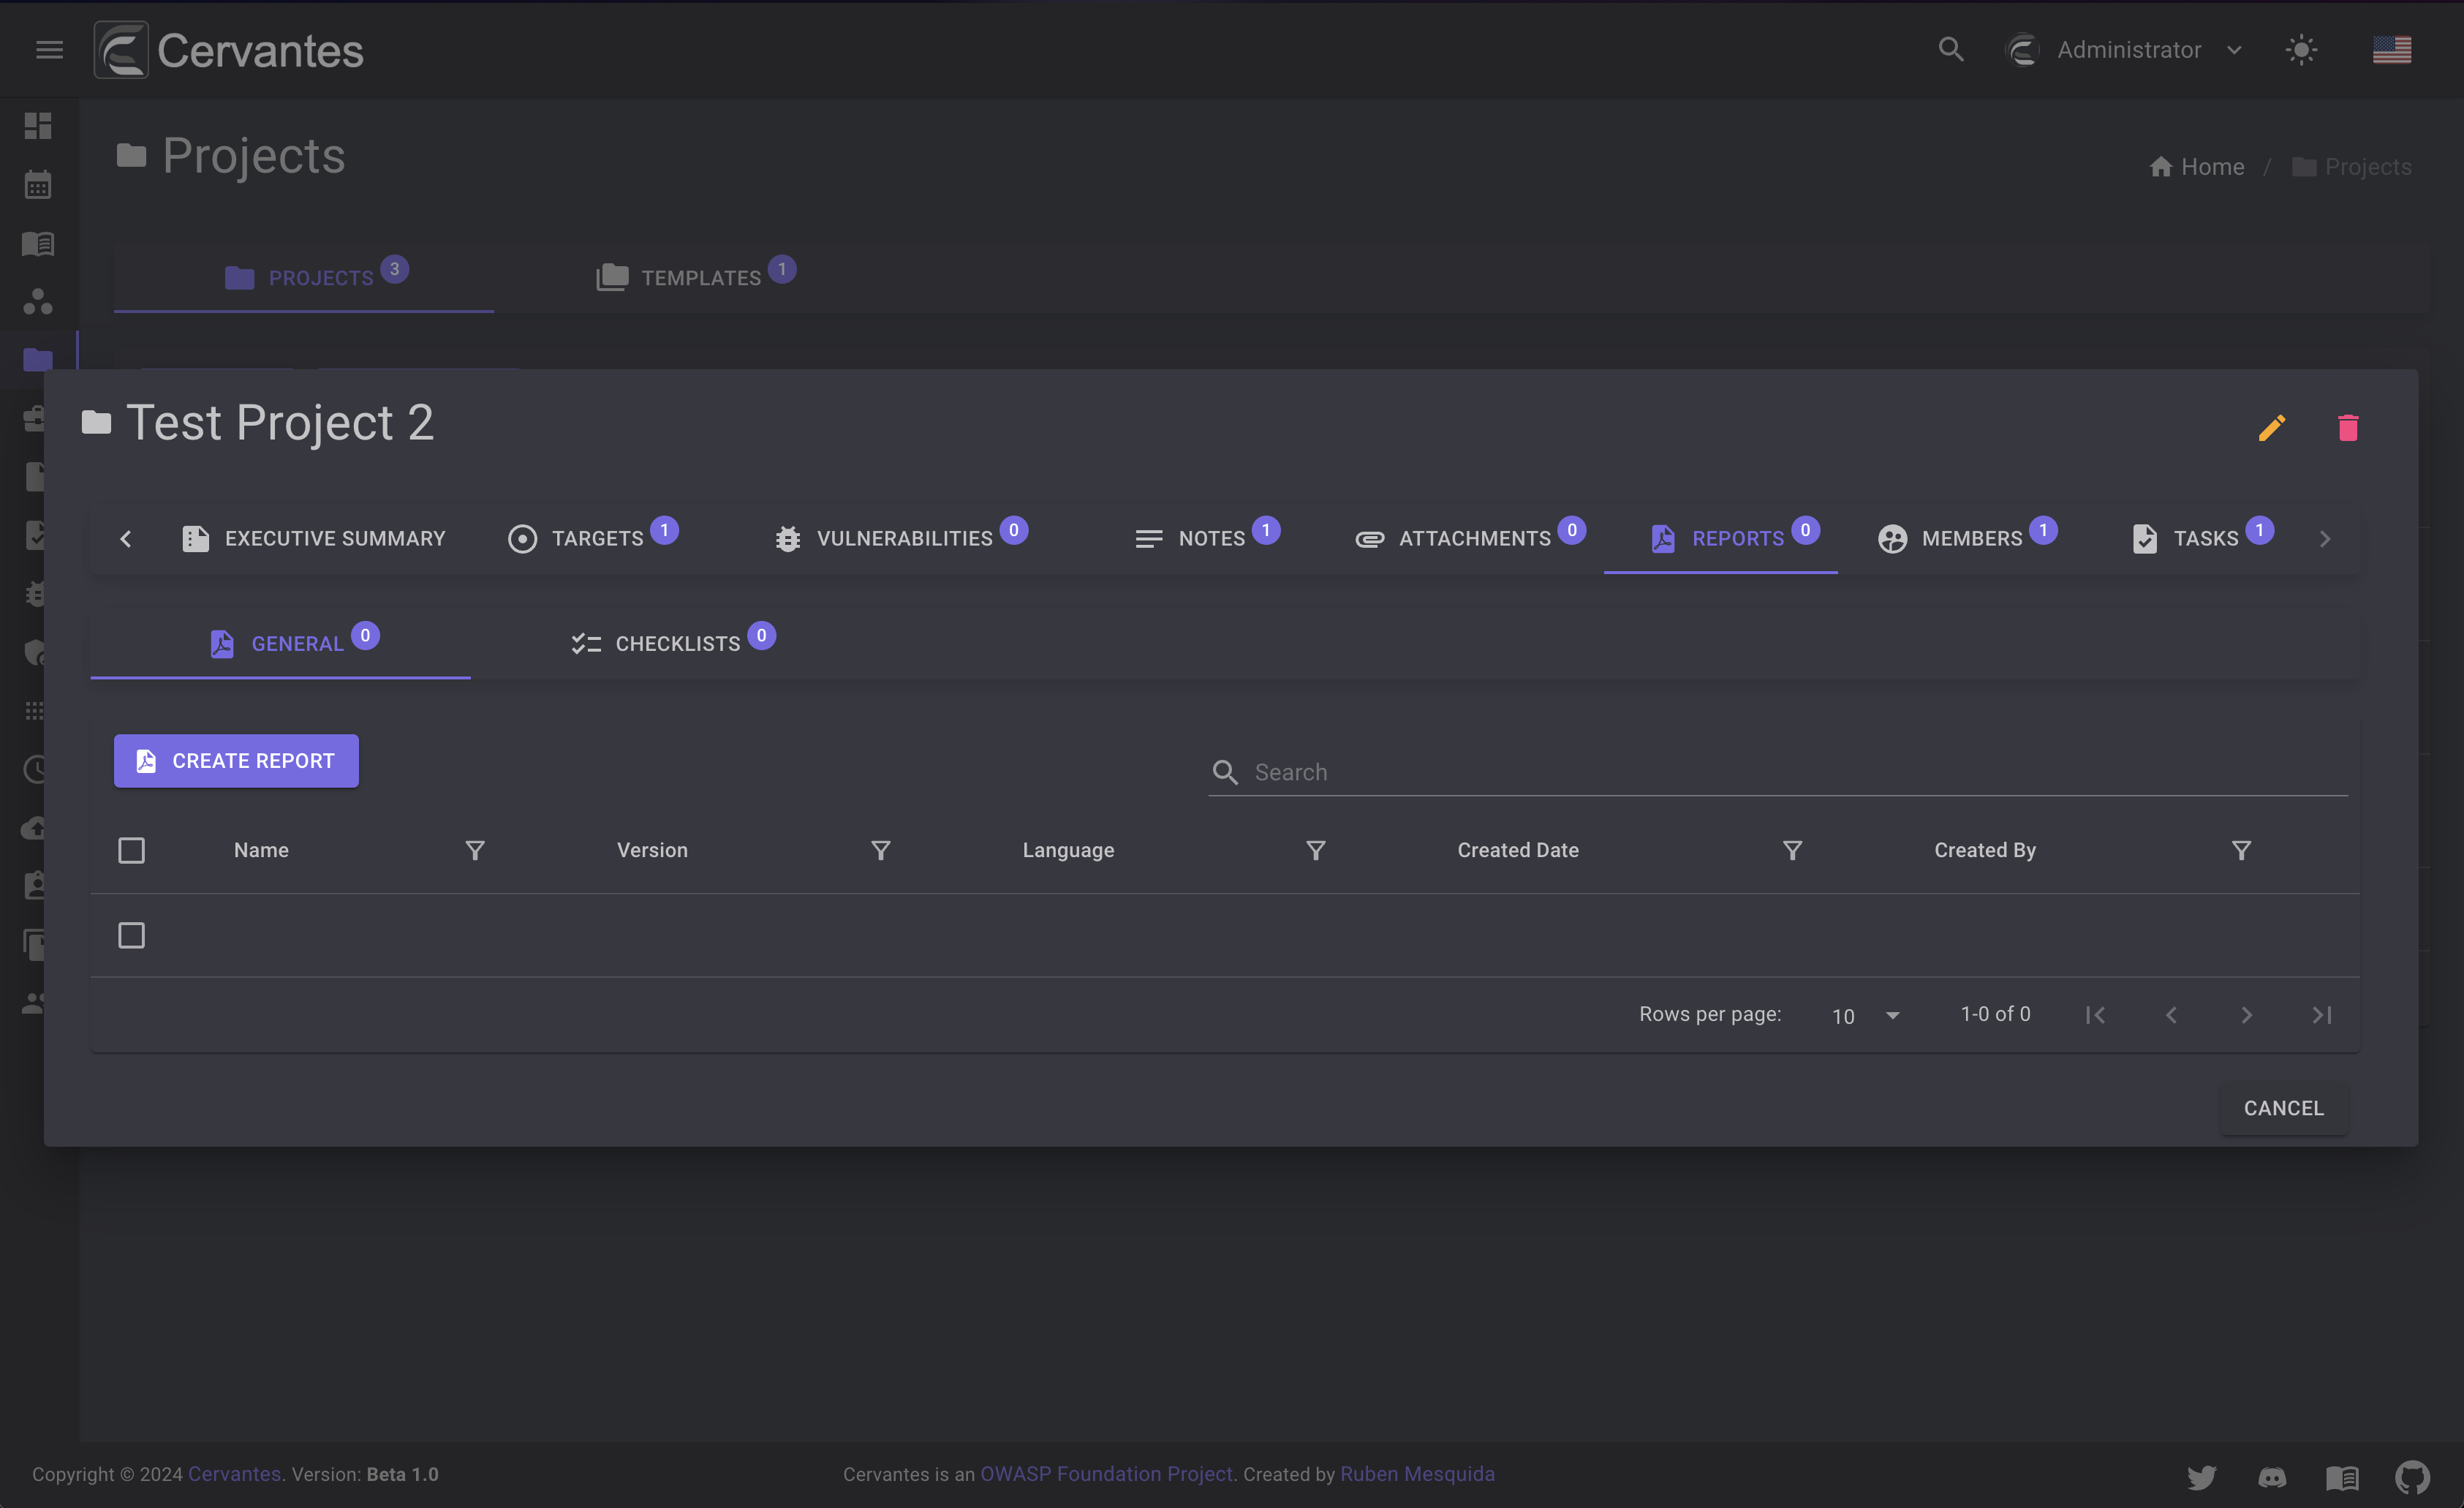 Cervantes
Administrator
Projects
Home / Projects
PROJECTS 3
TEMPLATES 1
Test Project 2
EXECUTIVE SUMMARY
TARGETS 1
VULNERABILITIES 0
NOTES 1
ATTACHMENTS 0
REPORTS 0
MEMBERS 1
TASKS 1
GENERAL 0
CHECKLISTS 0
CREATE REPORT
Search
Name
Version
Language
Created Date
Created By
Rows per page: 10 1-0 of 0
CANCEL
Copyright © 2024 Cervantes. Version: Beta 1.0
Cervantes is an OWASP Foundation Project. Created by Ruben Mesquida